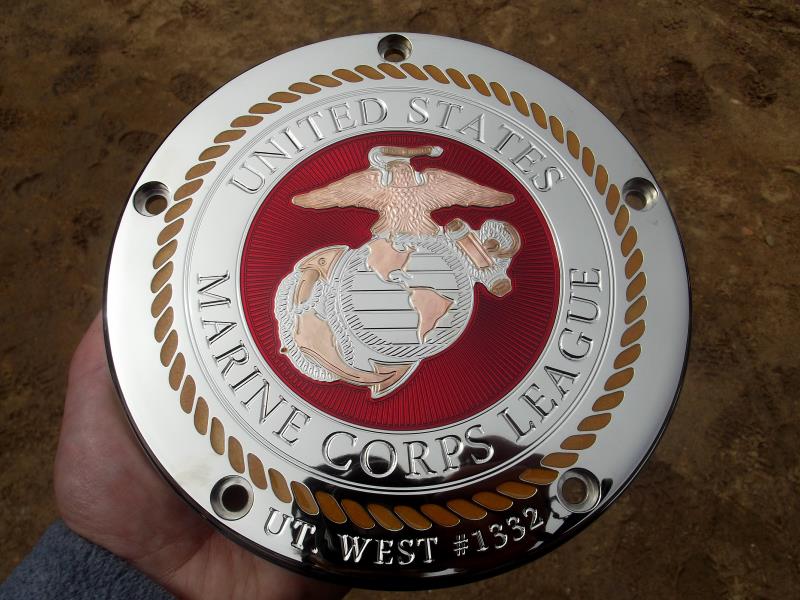 UNITED STATES
MARINE CORPS LEAGUE
UT. WEST #1332